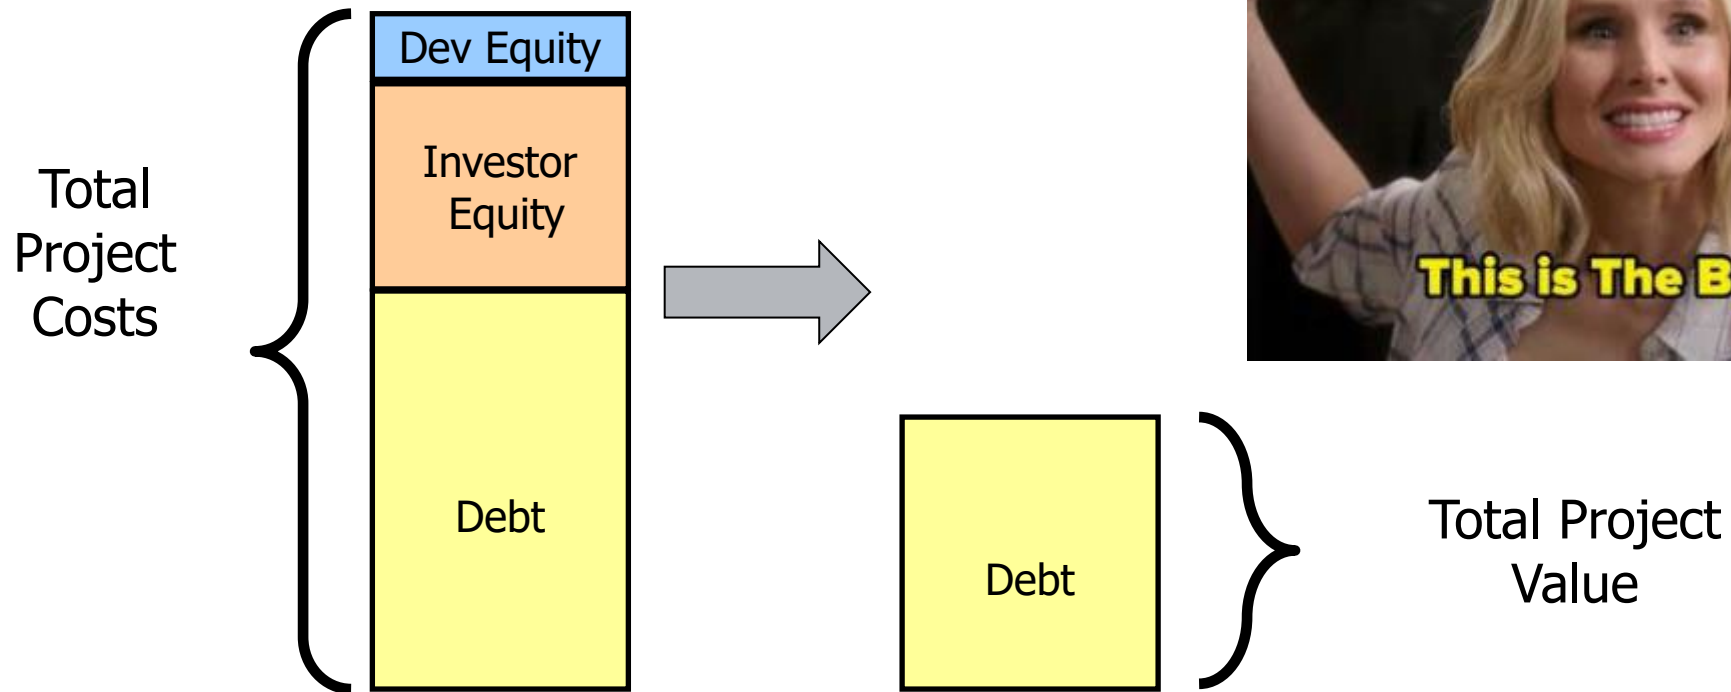 Dev Equity
Investor
Equity
Total
Project
Costs
Debt
This is The B
Debt
Total Project
Value